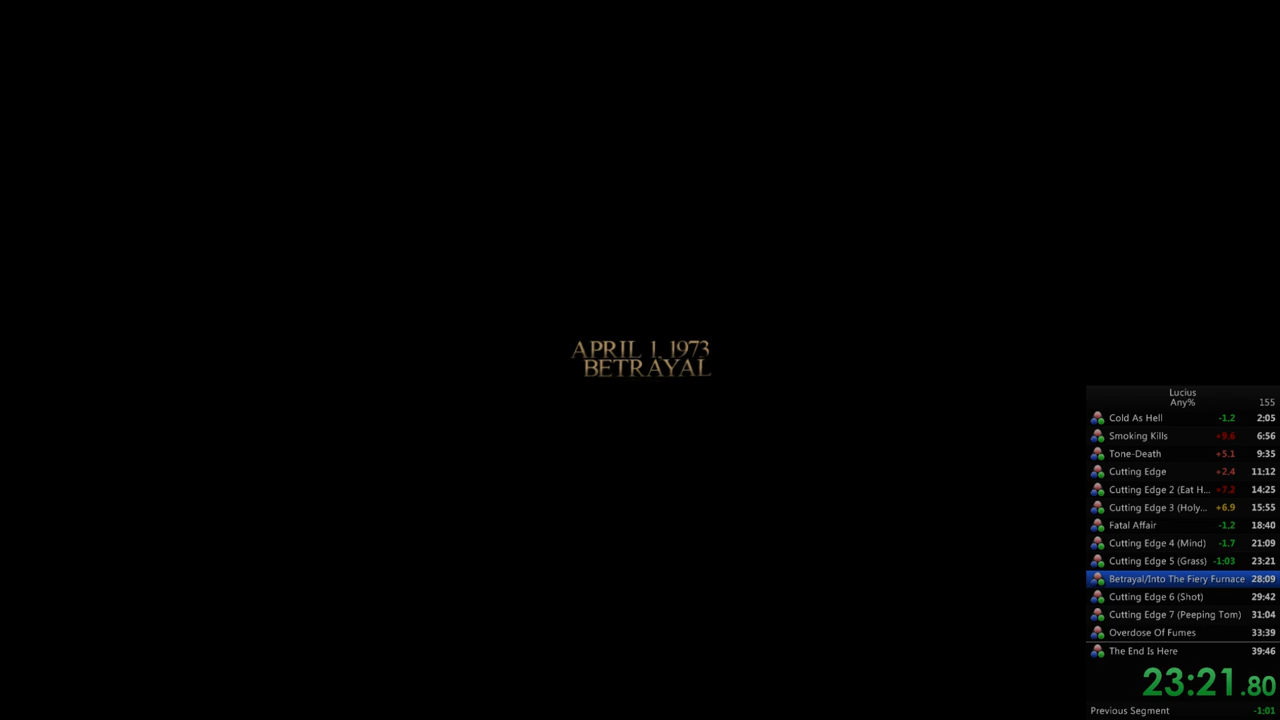 APRIL 1, 1973
BETRAYAL
Lucius
Any% 155
Cold As Hell -1.2 2:05
Smoking Kills +9.6 6:56
Tone-Death +5.1 9:35
Cutting Edge +2.4 11:12
Cutting Edge 2 (Eat H... +7.2 14:25
Cutting Edge 3 (Holy... +6.9 15:55
Fatal Affair -1.2 18:40
Cutting Edge 4 (Mind) -1.7 21:09
Cutting Edge 5 (Grass) -1:03 23:21
Betrayal/Into The Fiery Furnace 28:09
Cutting Edge 6 (Shot) 29:42
Cutting Edge 7 (Peeping Tom) 31:04
Overdose Of Fumes 33:39
The End Is Here 39:46
23:21.80
Previous Segment -1:01